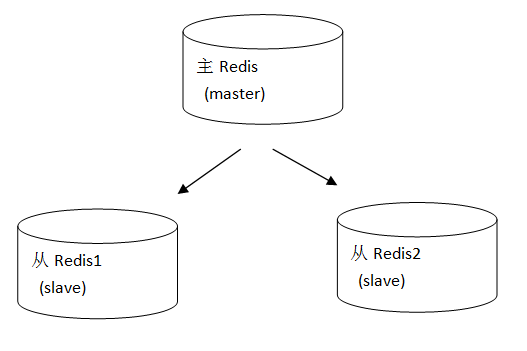 主 Redis
(master)
从 Redis1
(slave)
从 Redis2
(slave)